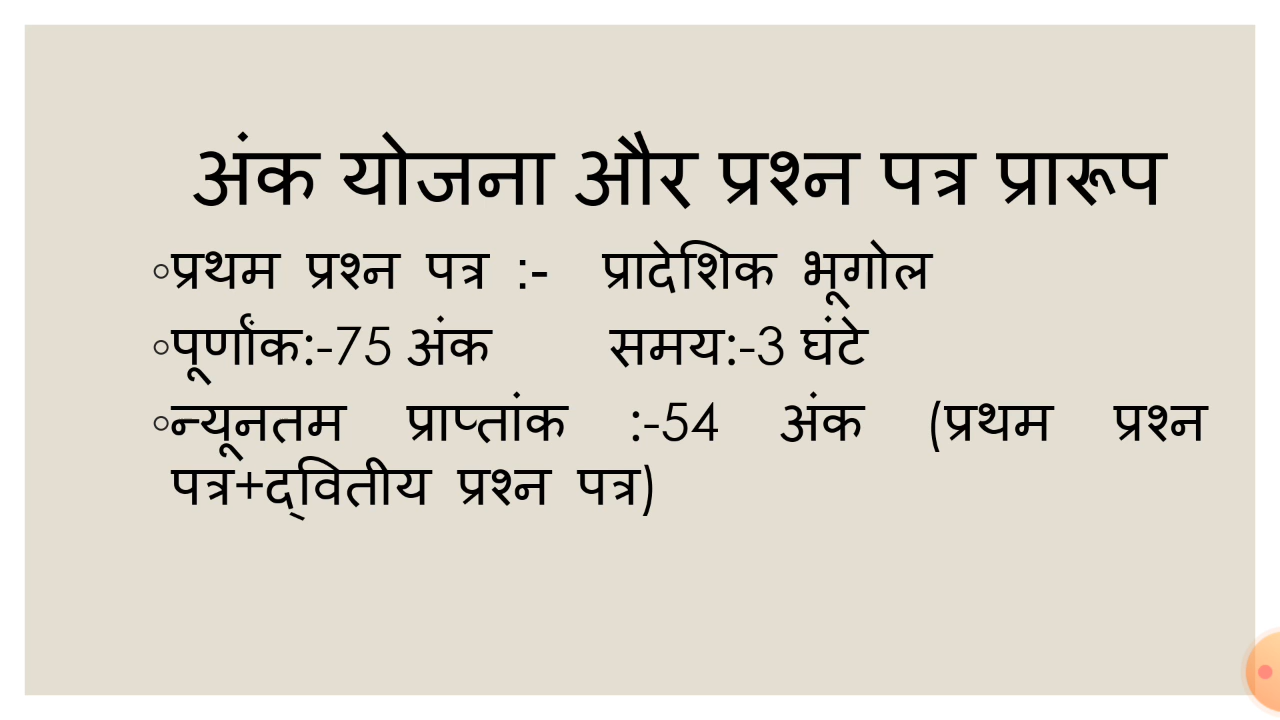 अंक योजना और प्रश्न पत्र प्रारूप
◦प्रथम प्रश्न पत्र :- प्रादेशिक भूगोल
◦पूर्णांक:-75 अंक समय:-3 घंटे
◦न्यूनतम प्राप्तांक :-54 अंक (प्रथम प्रश्न
पत्र+द्वितीय प्रश्न पत्र)